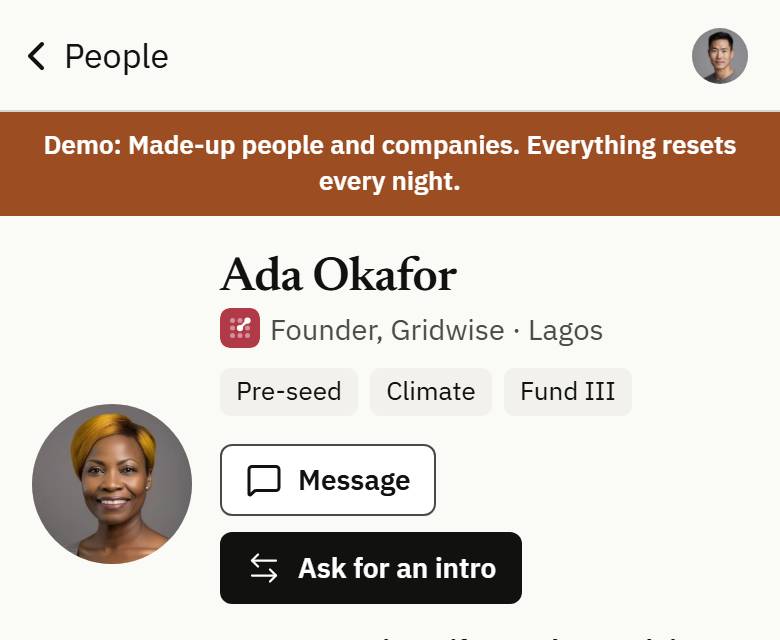 People
Demo: Made-up people and companies. Everything resets
every night.
Ada Okafor
Founder, Gridwise · Lagos
Pre-seed
Climate
Fund III
Message
Ask for an intro